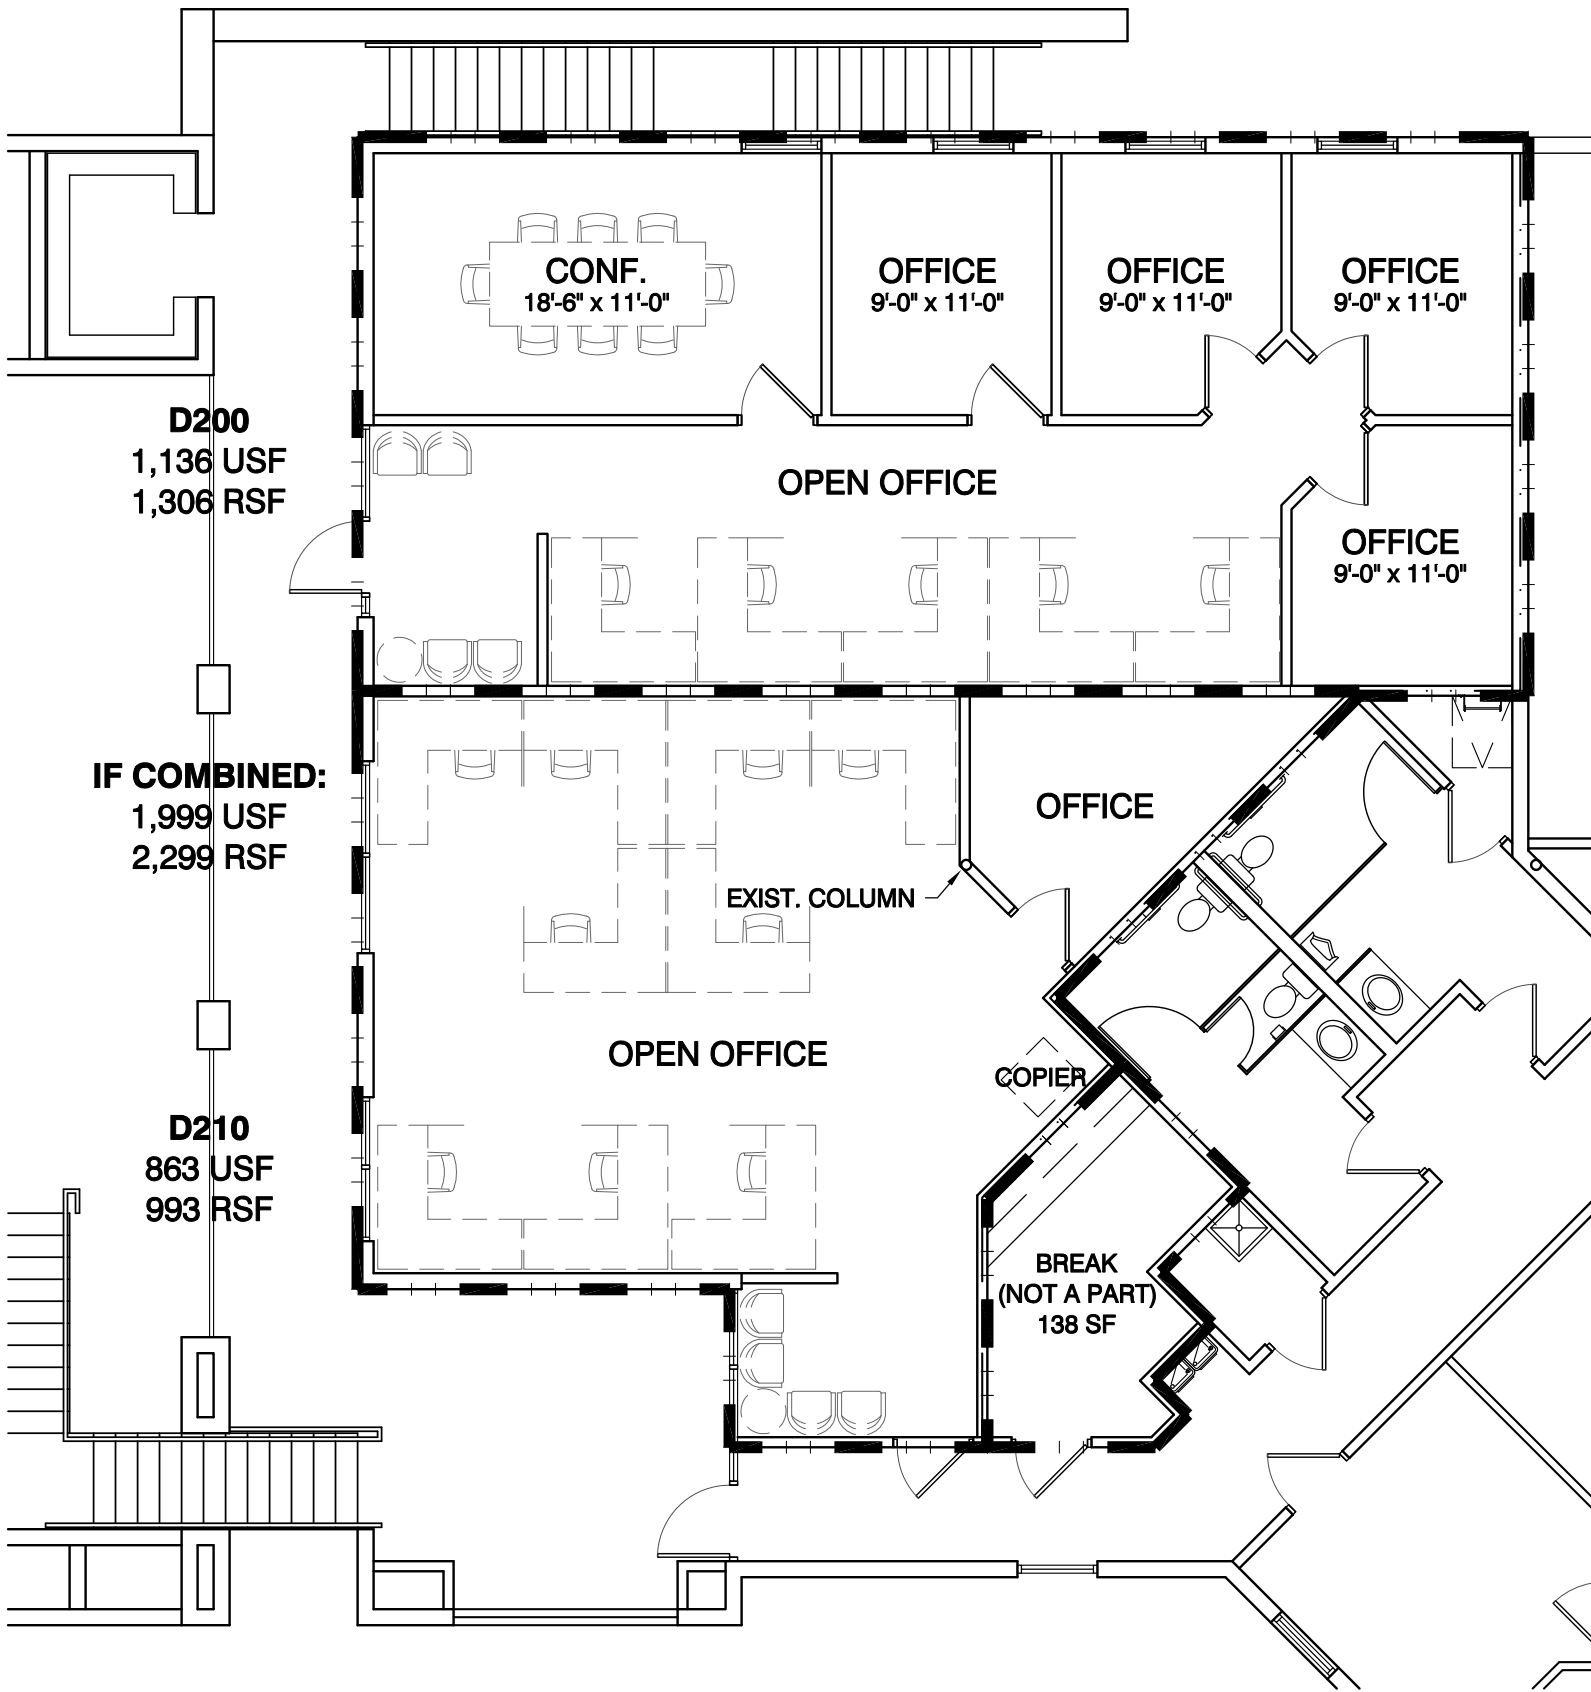 CONF.
18'-6" x 11'-0"
OFFICE
9'-0" x 11'-0"
OFFICE
9'-0" x 11'-0"
OFFICE
9'-0" x 11'-0"
D200
1,136 USF
1,306 RSF
OPEN OFFICE
OFFICE
9'-0" x 11'-0"
IF COMBINED:
1,999 USF
2,299 RSF
OFFICE
EXIST. COLUMN
OPEN OFFICE
COPIER
D210
863 USF
993 RSF
BREAK
(NOT A PART)
138 SF